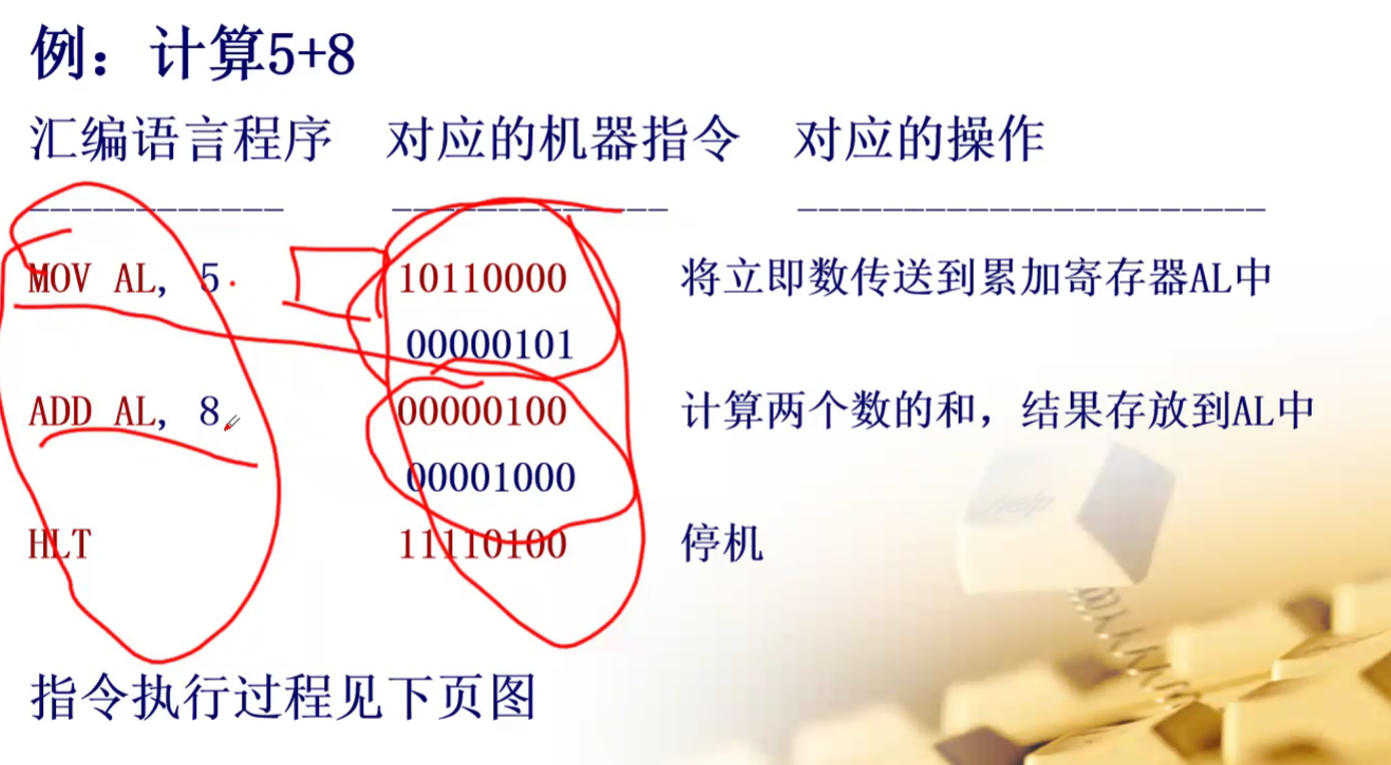 例：计算5+8
汇编语言程序 对应的机器指令 对应的操作
MOV AL, 5 10110000 将立即数传送到累加寄存器AL中
00000101
ADD AL, 8 00000100 计算两个数的和，结果存放到AL中
00001000
HLT 11110100 停机
指令执行过程见下页图
help